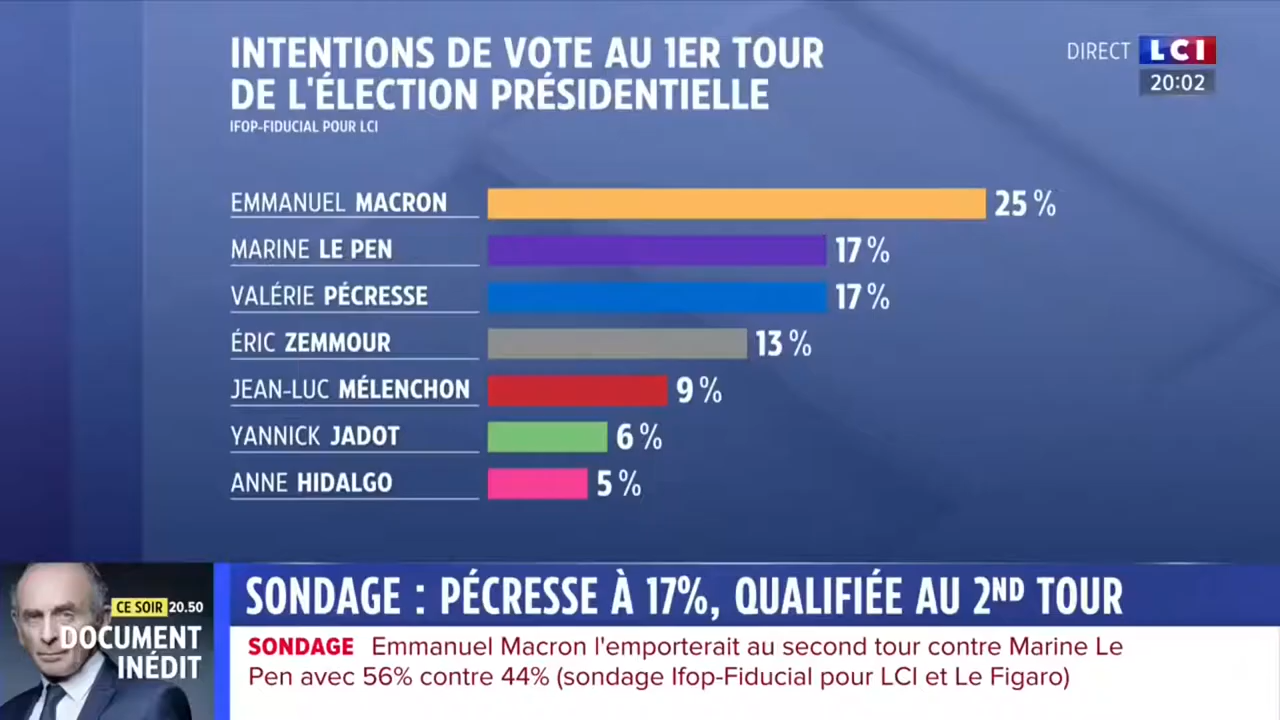 INTENTIONS DE VOTE AU 1ER TOUR
DE L'ÉLECTION PRÉSIDENTIELLE
IFOP-FIDUCIAL POUR LCI
DIRECT LCI
20:02
EMMANUEL MACRON 25 %
MARINE LE PEN 17 %
VALÉRIE PÉCRESSE 17 %
ÉRIC ZEMMOUR 13 %
JEAN-LUC MÉLENCHON 9 %
YANNICK JADOT 6 %
ANNE HIDALGO 5 %
CE SOIR 20.50
DOCUMENT
INÉDIT
SONDAGE : PÉCRESSE À 17%, QUALIFIÉE AU 2ND TOUR
SONDAGE Emmanuel Macron l'emporterait au second tour contre Marine Le
Pen avec 56% contre 44% (sondage Ifop-Fiducial pour LCI et Le Figaro)